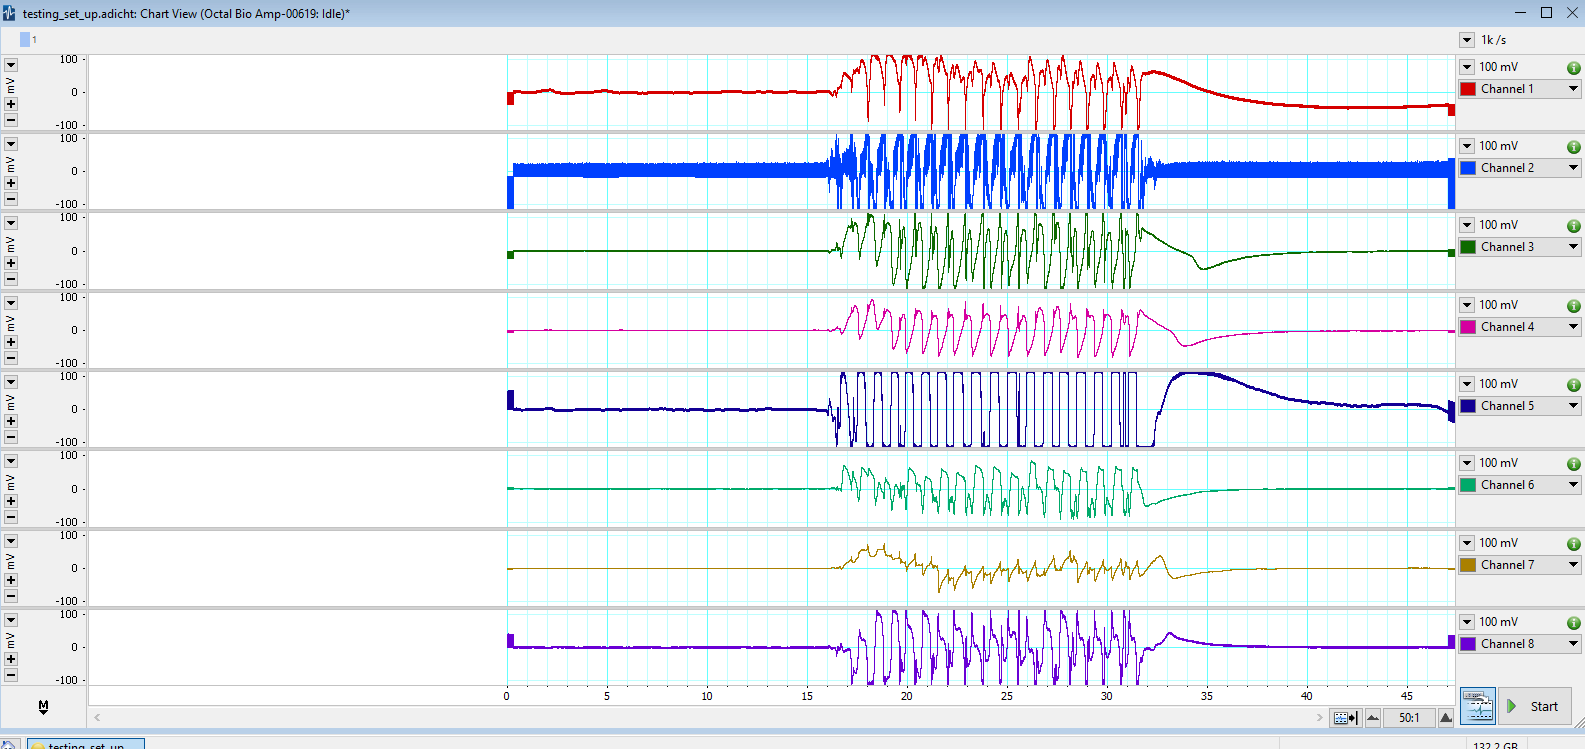 testing_set_up.adicht: Chart View (Octal Bio Amp-00619: Idle)*
1
1k /s
100
mV
0
-100
100 mV
Channel 1
100
mV
0
-100
100 mV
Channel 2
100
mV
0
-100
100 mV
Channel 3
100
mV
0
-100
100 mV
Channel 4
100
mV
0
-100
100 mV
Channel 5
100
mV
0
-100
100 mV
Channel 6
100
mV
0
-100
100 mV
Channel 7
100
mV
0
-100
100 mV
Channel 8
0 5 10 15 20 25 30 35 40 45
M
50:1
Start
testing_set_up
132.2 GB